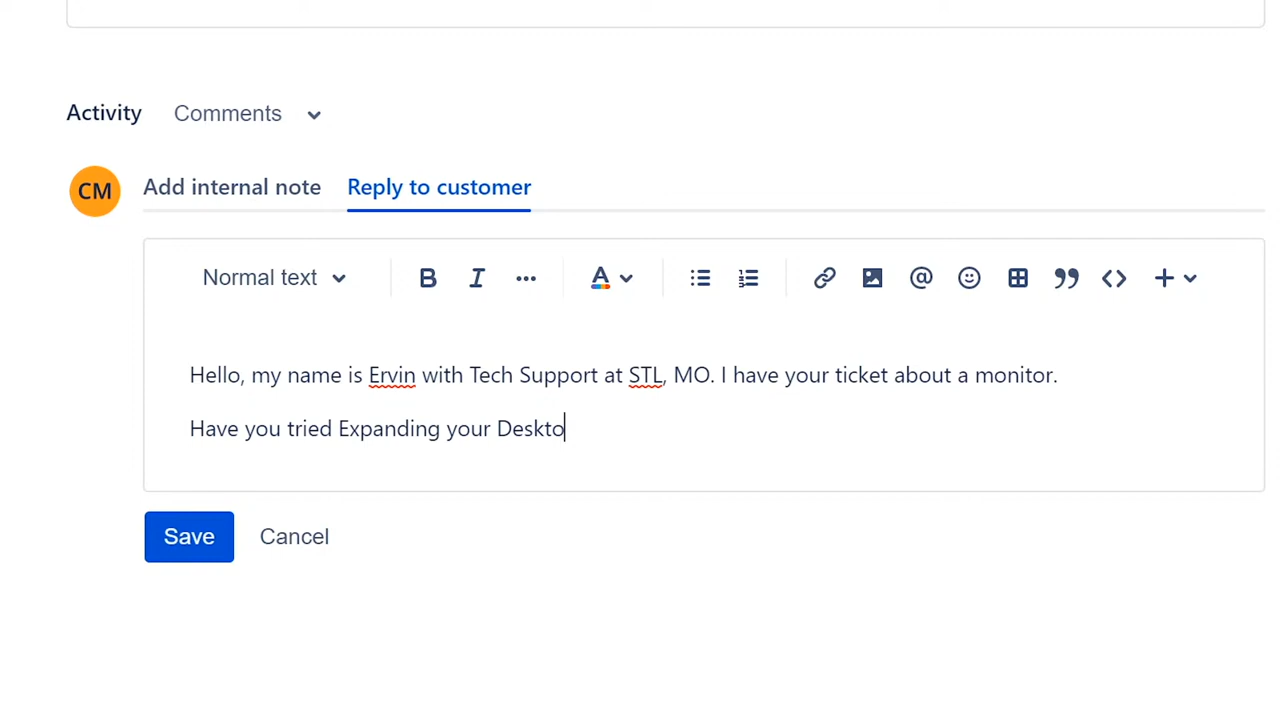 Activity Comments
CM Add internal note Reply to customer
Normal text B I ... A @ <> +
Hello, my name is Ervin with Tech Support at STL, MO. I have your ticket about a monitor.
Have you tried Expanding your Deskto
Save Cancel